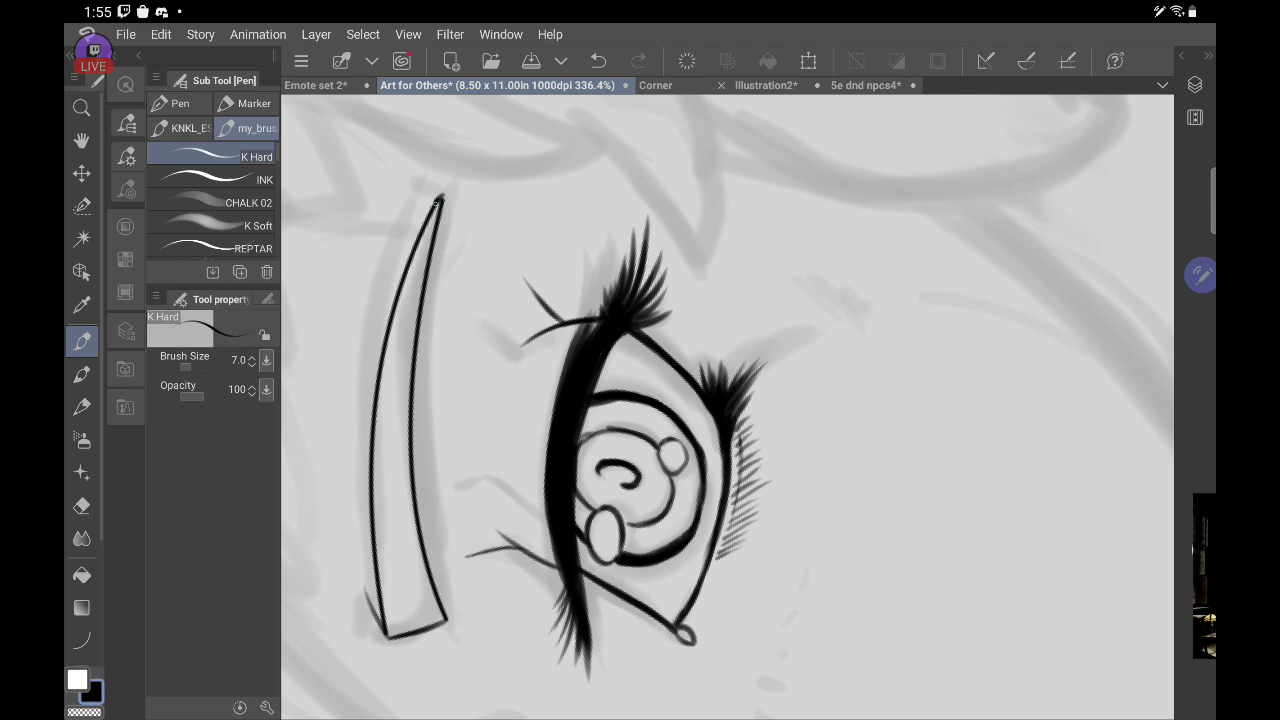 1:55
LIVE
File Edit Story Animation Layer Select View Filter Window Help
Sub Tool [Pen]
Emote set 2* Art for Others* (8.50 x 11.00in 1000dpi 336.4%) Corner Illustration2* 5e dnd npcs4*
Pen Marker
KNKL_ES my_brus
K Hard
INK
CHALK 02
K Soft
REPTAR
Tool property
K Hard
Brush Size 7.0
Opacity 100